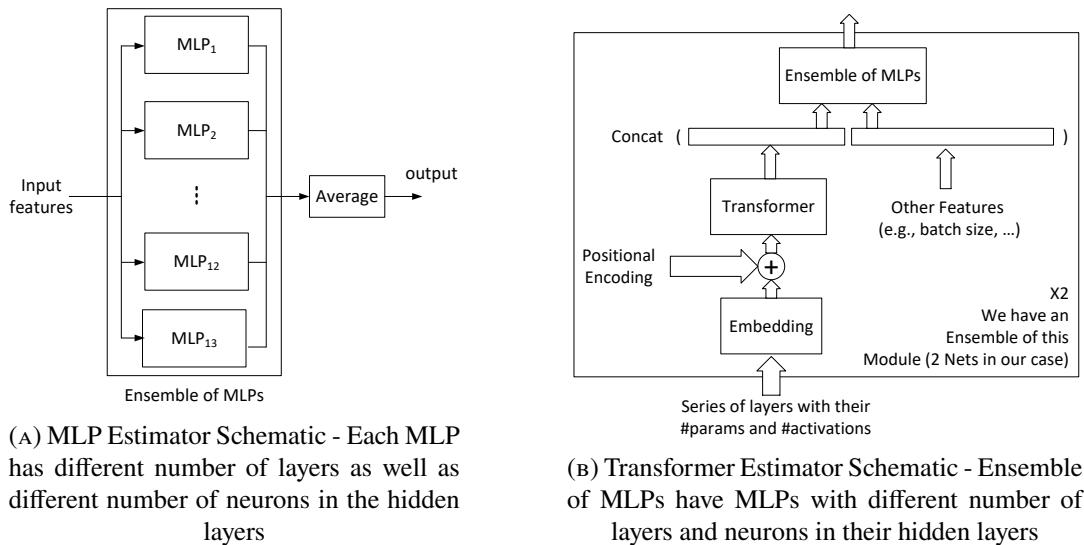 MLP1
MLP2
MLP12
MLP13
Input
features
Average
output
Ensemble of MLPs
(A) MLP Estimator Schematic - Each MLP
has different number of layers as well as
different number of neurons in the hidden
layers
Ensemble of MLPs
Concat ( )
Transformer
Other Features
(e.g., batch size, ...)
Positional
Encoding
+
Embedding
X2
We have an
Ensemble of this
Module (2 Nets in our case)
Series of layers with their
#params and #activations
(B) Transformer Estimator Schematic - Ensemble
of MLPs have MLPs with different number of
layers and neurons in their hidden layers